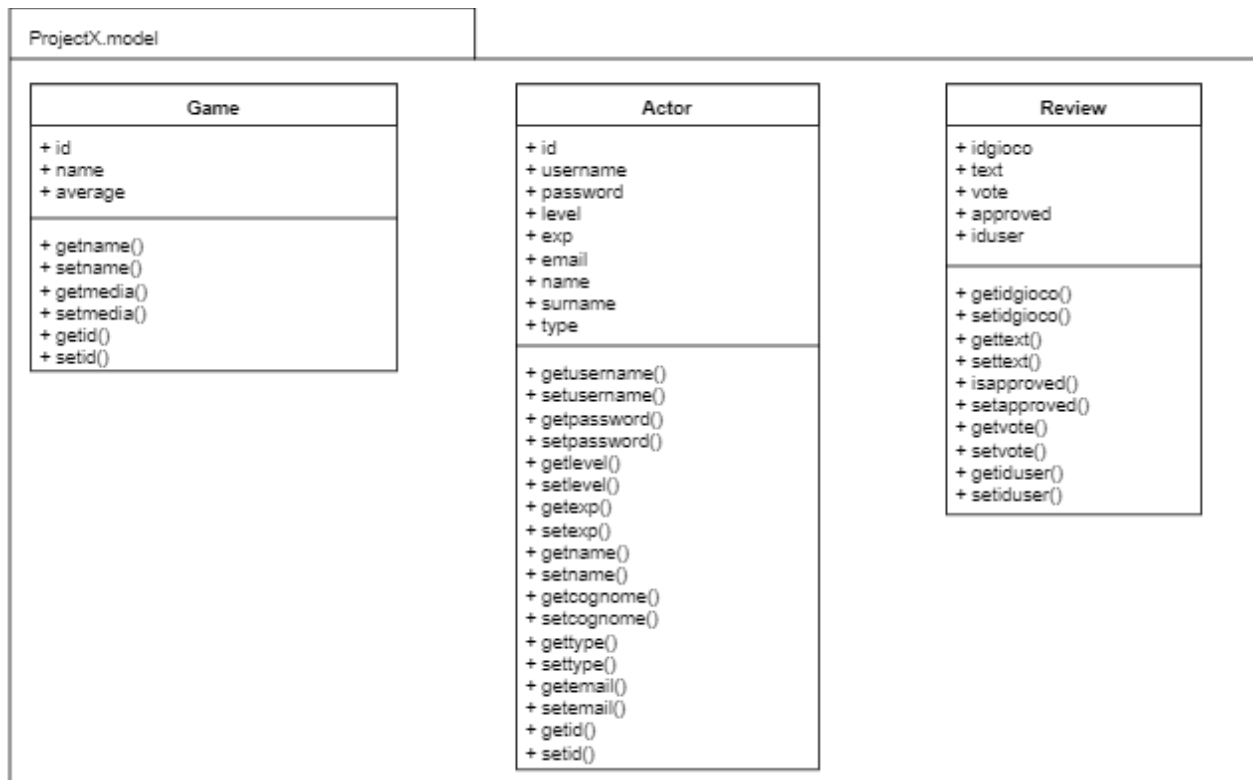 ProjectX.model
Game
+ id
+ name
+ average
+ getname()
+ setname()
+ getmedia()
+ setmedia()
+ getid()
+ setid()
Actor
+ id
+ username
+ password
+ level
+ exp
+ email
+ name
+ surname
+ type
+ getusername()
+ setusername()
+ getpassword()
+ setpassword()
+ getlevel()
+ setlevel()
+ getexp()
+ setexp()
+ getname()
+ setname()
+ getcognome()
+ setcognome()
+ gettype()
+ settype()
+ getemail()
+ setemail()
+ getid()
+ setid()
Review
+ idgioco
+ text
+ vote
+ approved
+ iduser
+ getidgioco()
+ setidgioco()
+ gettext()
+ settext()
+ isapproved()
+ setapproved()
+ getvote()
+ setvote()
+ getiduser()
+ setiduser()